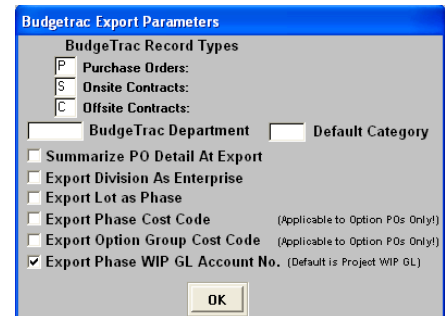 Budgetrac Export Parameters
BudgeTrac Record Types
P Purchase Orders:
S Onsite Contracts:
C Offsite Contracts:
BudgeTrac Department Default Category
Summarize PO Detail At Export
Export Division As Enterprise
Export Lot as Phase
Export Phase Cost Code (Applicable to Option POs Only!)
Export Option Group Cost Code (Applicable to Option POs Only!)
Export Phase WIP GL Account No. (Default is Project WIP GL)
OK